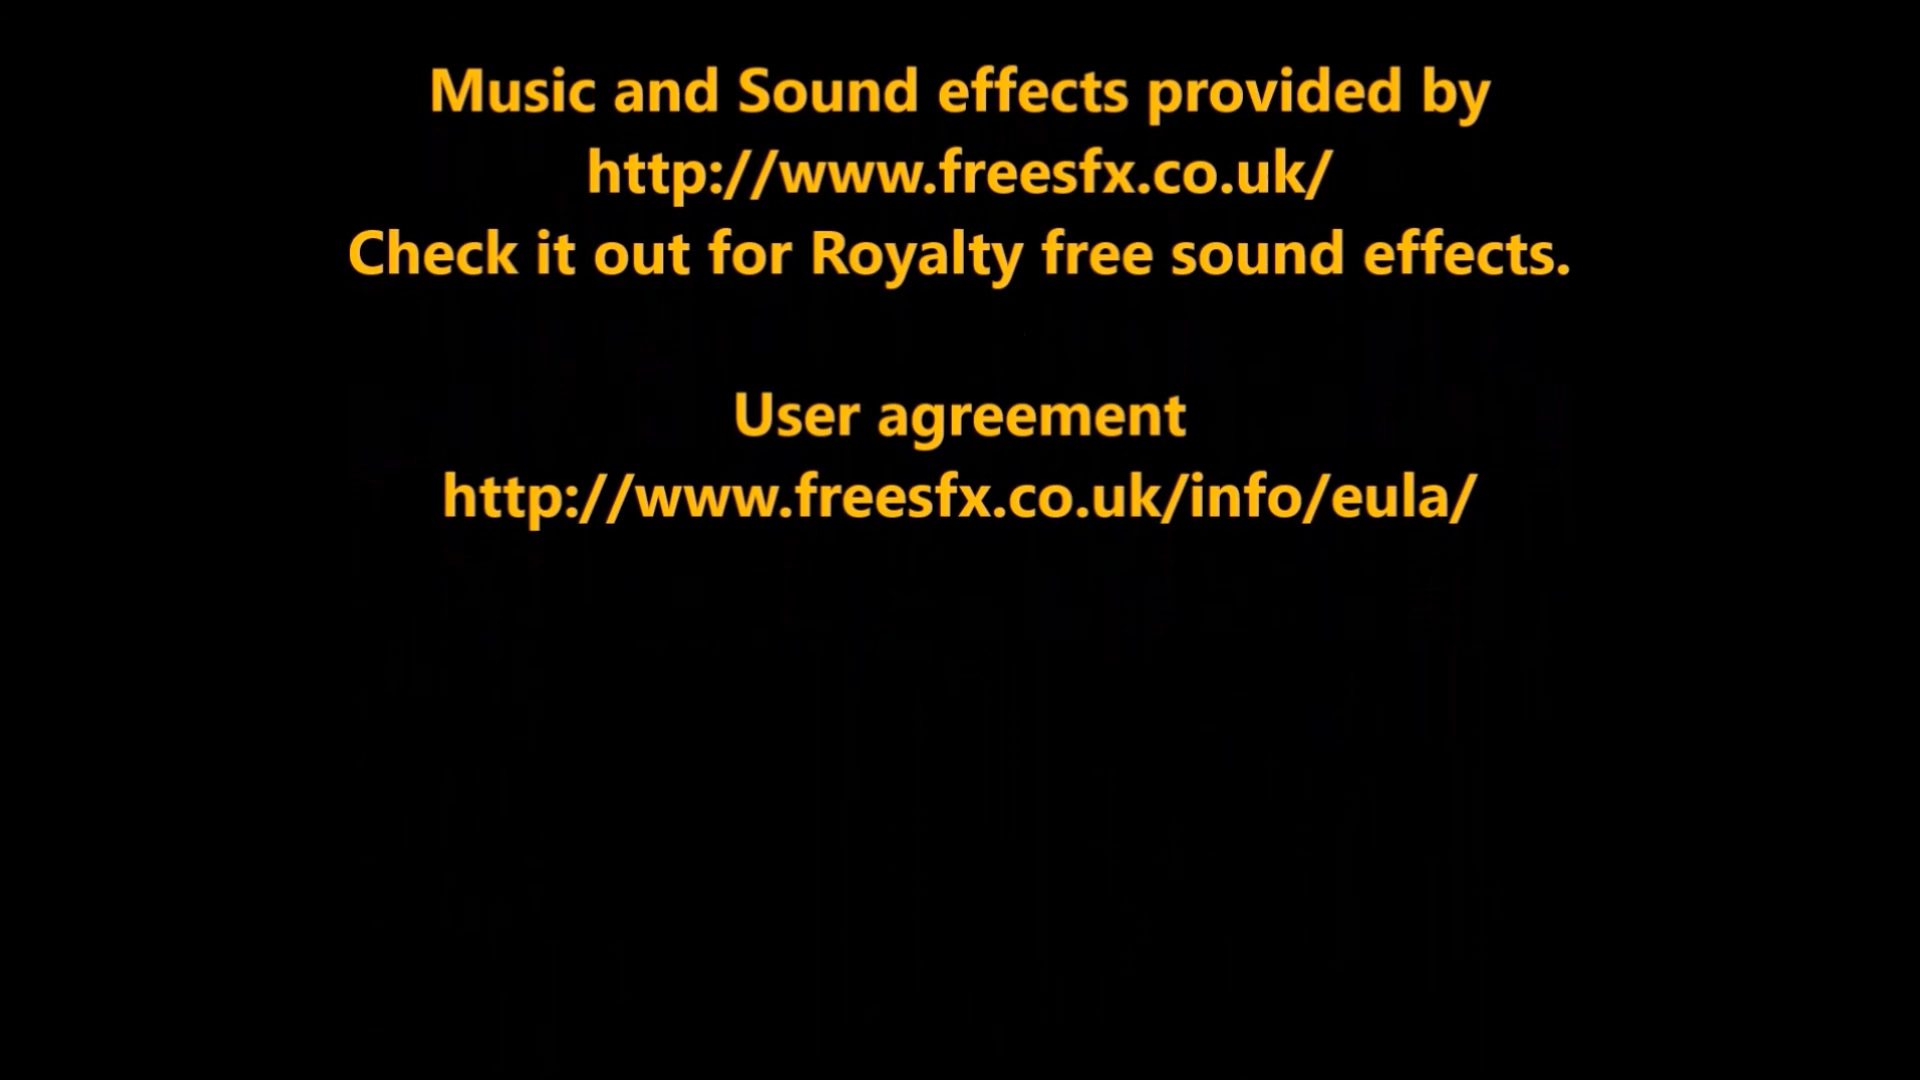 Music and Sound effects provided by
http://www.freesfx.co.uk/
Check it out for Royalty free sound effects.
User agreement
http://www.freesfx.co.uk/info/eula/